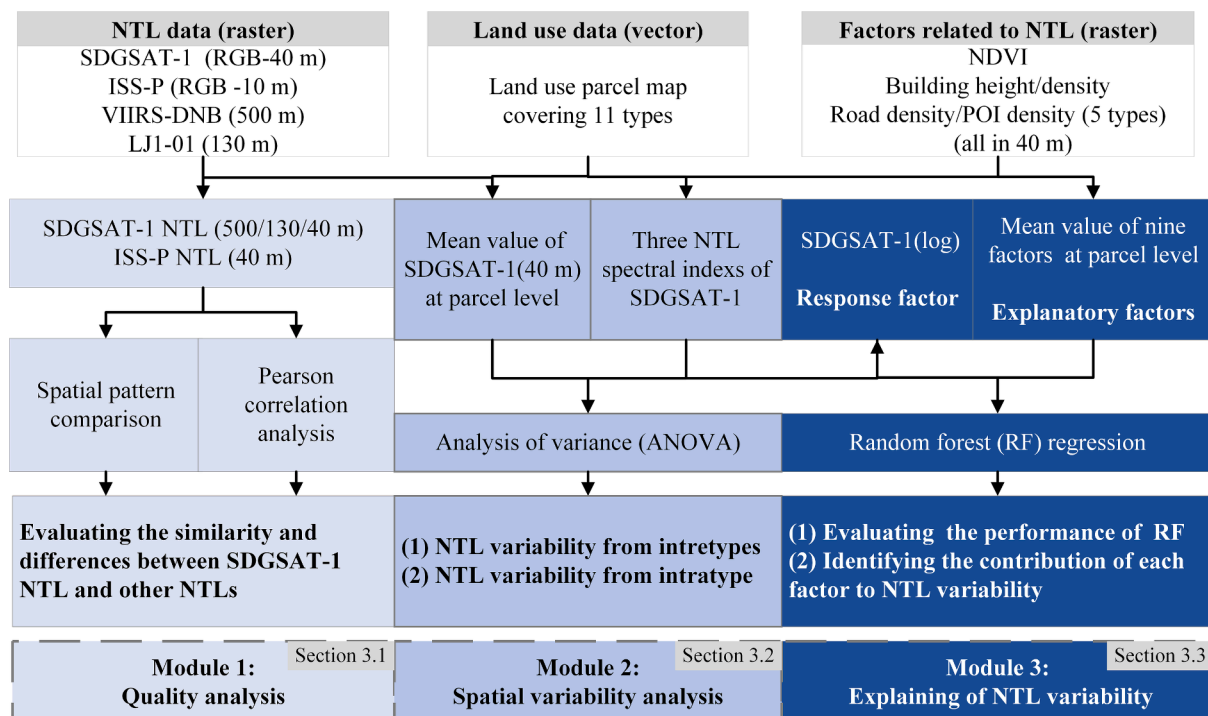 NTL data (raster)
SDGSAT-1 (RGB-40 m)
ISS-P (RGB -10 m)
VIIRS-DNB (500 m)
LJ1-01 (130 m)
Land use data (vector)
Land use parcel map
covering 11 types
Factors related to NTL (raster)
NDVI
Building height/density
Road density/POI density (5 types)
(all in 40 m)
SDGSAT-1 NTL (500/130/40 m)
ISS-P NTL (40 m)
Mean value of
SDGSAT-1(40 m)
at parcel level
Three NTL
spectral indexs of
SDGSAT-1
SDGSAT-1(log)
Response factor
Mean value of nine
factors at parcel level
Explanatory factors
Spatial pattern
comparison
Pearson
correlation
analysis
Analysis of variance (ANOVA)
Random forest (RF) regression
Evaluating the similarity and
differences between SDGSAT-1
NTL and other NTLs
(1) NTL variability from intretypes
(2) NTL variability from intratype
(1) Evaluating the performance of RF
(2) Identifying the contribution of each
factor to NTL variability
Section 3.1
Module 1:
Quality analysis
Section 3.2
Module 2:
Spatial variability analysis
Section 3.3
Module 3:
Explaining of NTL variability